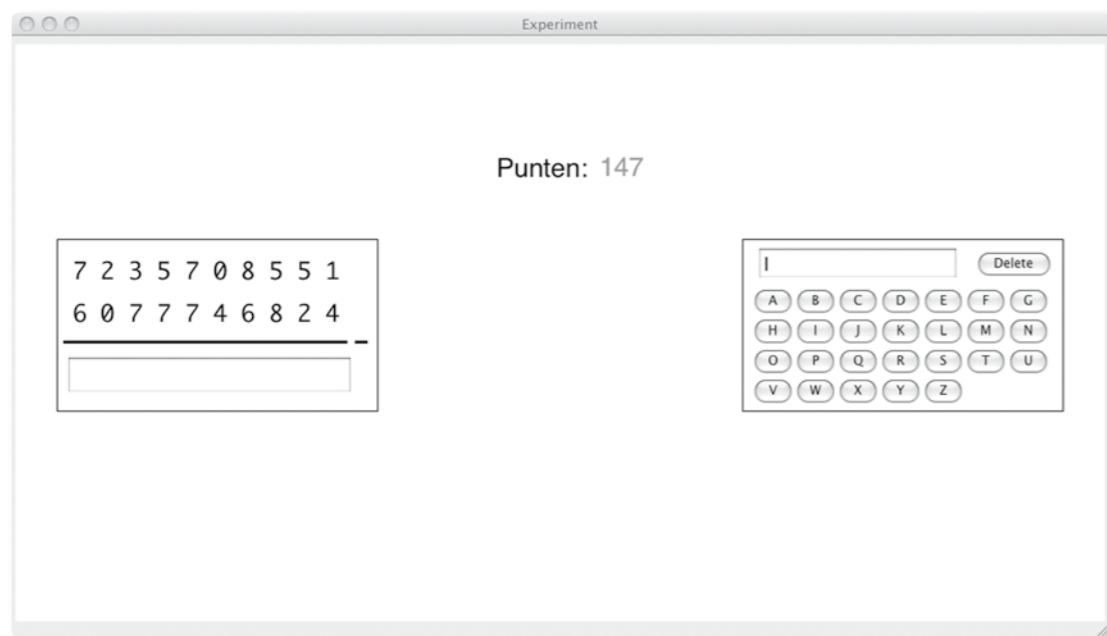 Experiment
Punten: 147
7 2 3 5 7 0 8 5 5 1
6 0 7 7 7 4 6 8 2 4
Delete
A B C D E F G
H I J K L M N
O P Q R S T U
V W X Y Z